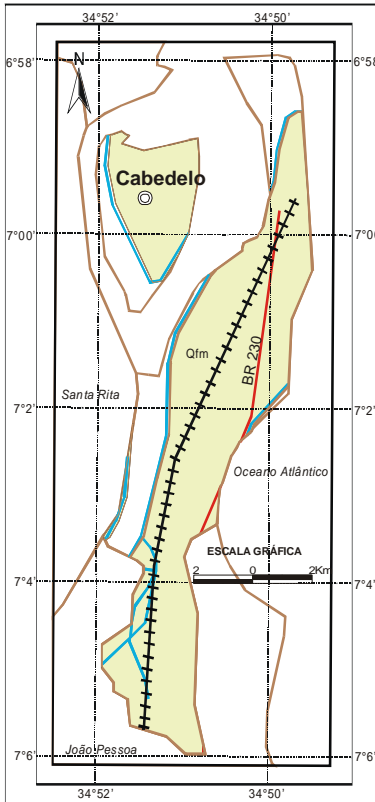 34°52' 34°50'
6°58' 6°58'
N
Cabedelo
7°00' 7°00'
BR 230
Qfm
Santa Rita
7°2' 7°2'
Oceano Atlântico
ESCALA GRÁFICA
2 0 2Km
7°4' 7°4'
João Pessoa
7°6' 7°6'
34°52' 34°50'